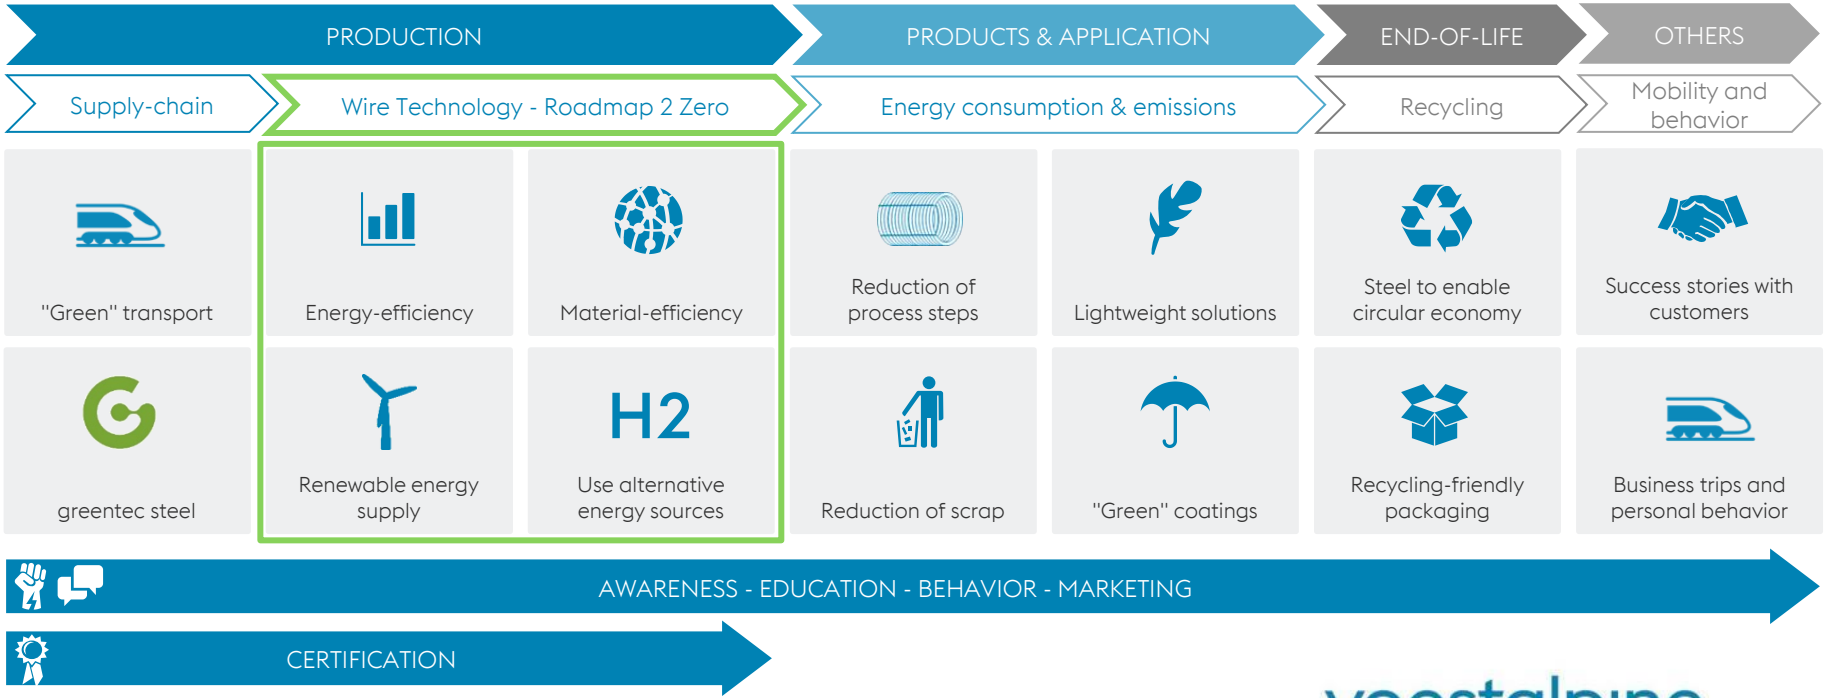 PRODUCTION
PRODUCTS & APPLICATION
END-OF-LIFE
OTHERS
Supply-chain
Wire Technology - Roadmap 2 Zero
Energy consumption & emissions
Recycling
Mobility and
behavior
"Green" transport
Energy-efficiency
Material-efficiency
Reduction of
process steps
Lightweight solutions
Steel to enable
circular economy
Success stories with
customers
greentec steel
Renewable energy
supply
H2
Use alternative
energy sources
Reduction of scrap
"Green" coatings
Recycling-friendly
packaging
Business trips and
personal behavior
AWARENESS - EDUCATION - BEHAVIOR - MARKETING
CERTIFICATION
voestalpine